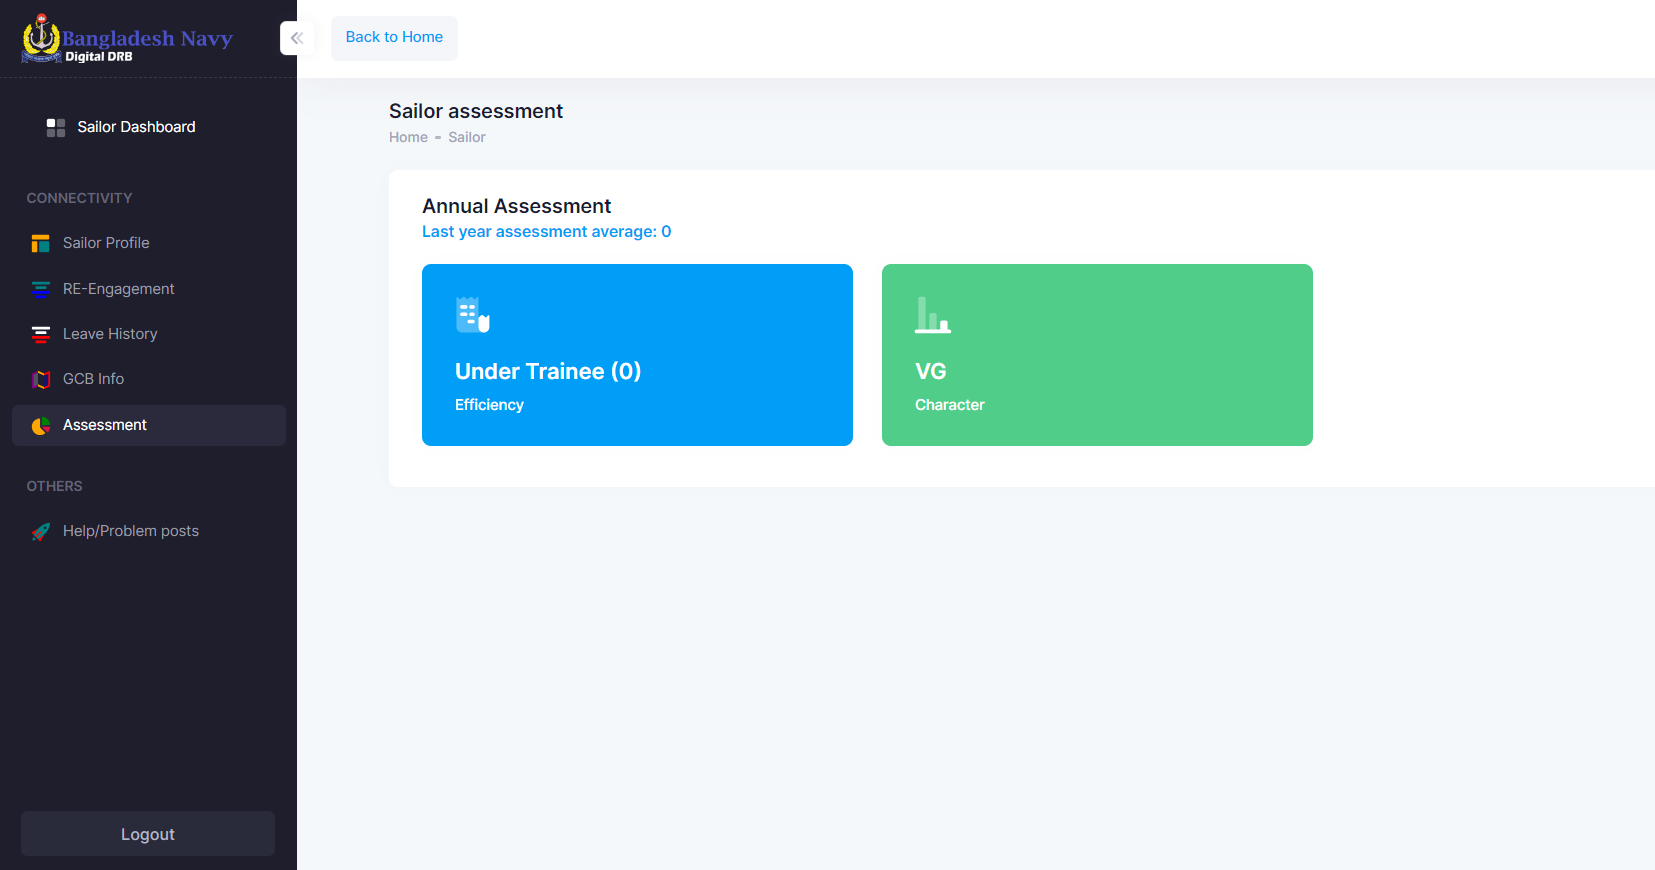 Bangladesh Navy
Digital DRB
Back to Home
Sailor Dashboard
CONNECTIVITY
Sailor Profile
RE-Engagement
Leave History
GCB Info
Assessment
OTHERS
Help/Problem posts
Logout
Sailor assessment
Home - Sailor
Annual Assessment
Last year assessment average: 0
Under Trainee (0)
Efficiency
VG
Character